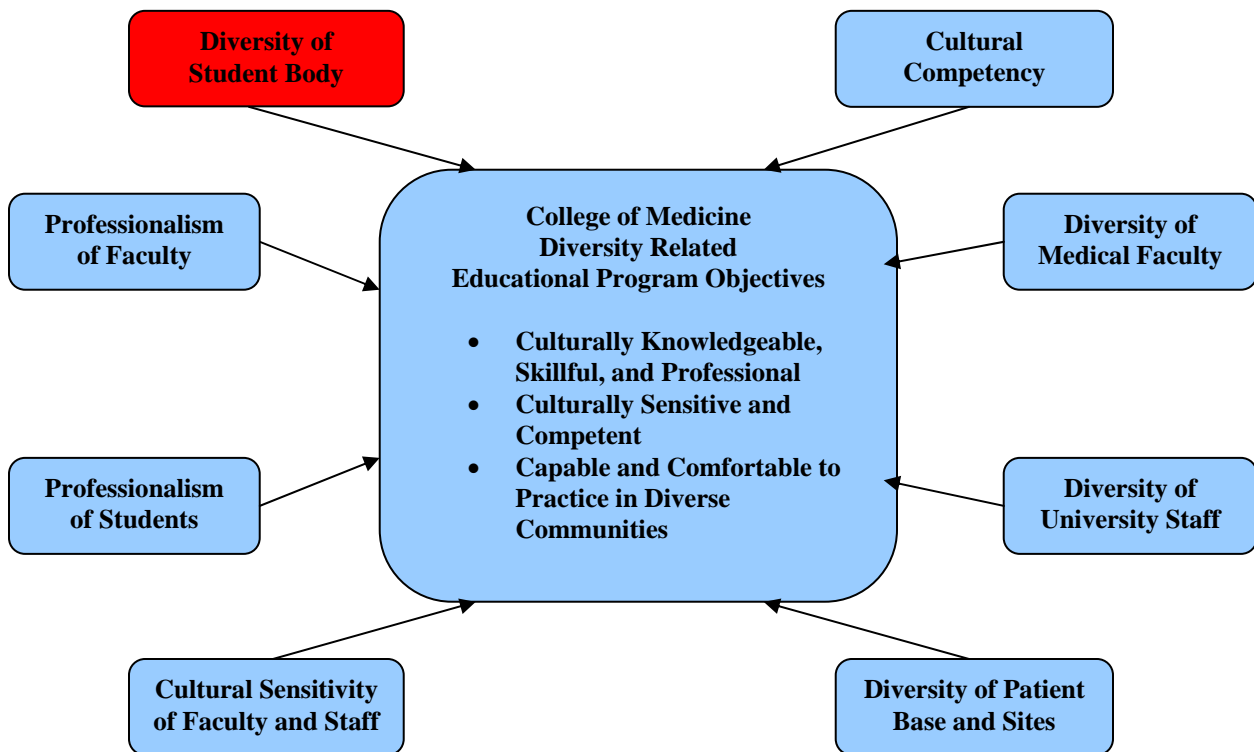 Diversity of
Student Body
Cultural
Competency
Professionalism
of Faculty
College of Medicine
Diversity Related
Educational Program Objectives
• Culturally Knowledgeable,
Skillful, and Professional
• Culturally Sensitive and
Competent
• Capable and Comfortable to
Practice in Diverse
Communities
Diversity of
Medical Faculty
Professionalism
of Students
Diversity of
University Staff
Cultural Sensitivity
of Faculty and Staff
Diversity of Patient
Base and Sites